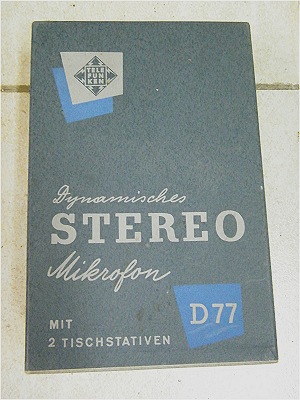 TELE
FUN
KEN
Dynamisches
STEREO
Mikrofon
D77
MIT
2 TISCHSTATIVEN